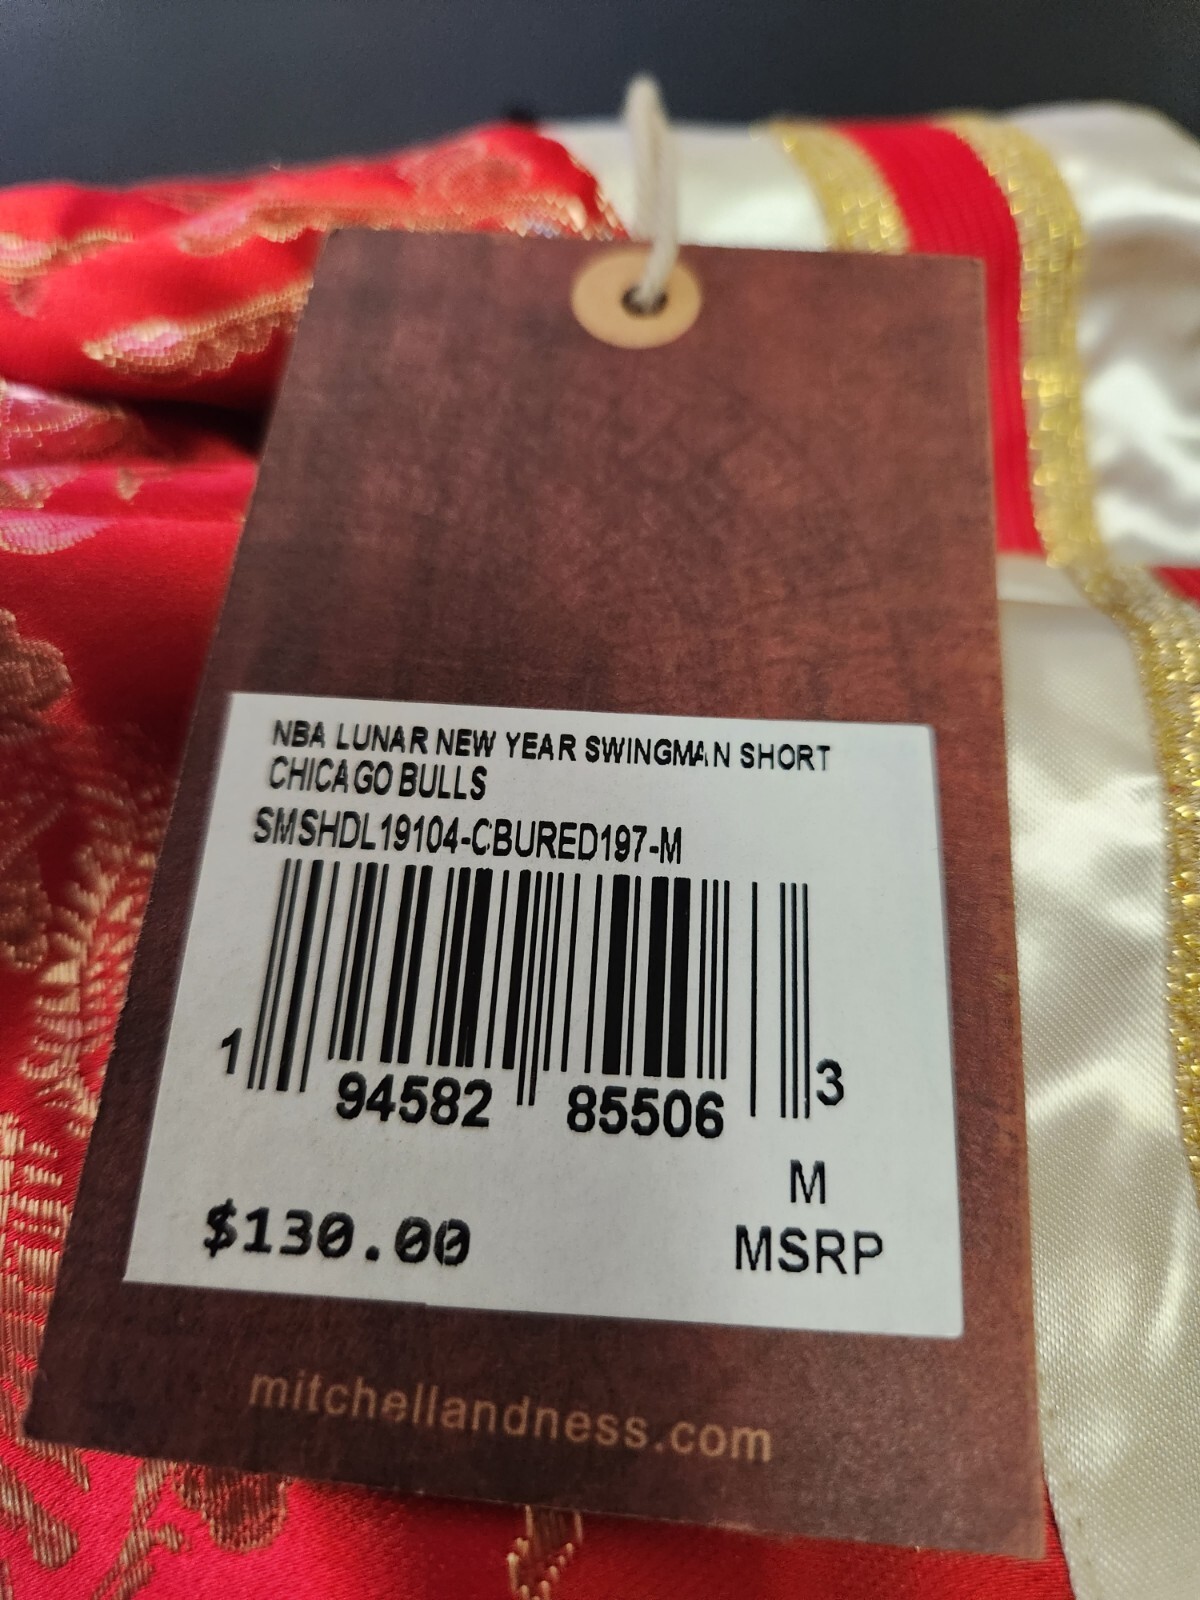 NBA LUNAR NEW YEAR SWINGMAN SHORT
CHICAGO BULLS
SMSHDL19104-CBURED197-M
1 94582 85506 3
M
$130.00 MSRP
mitchellandness.com